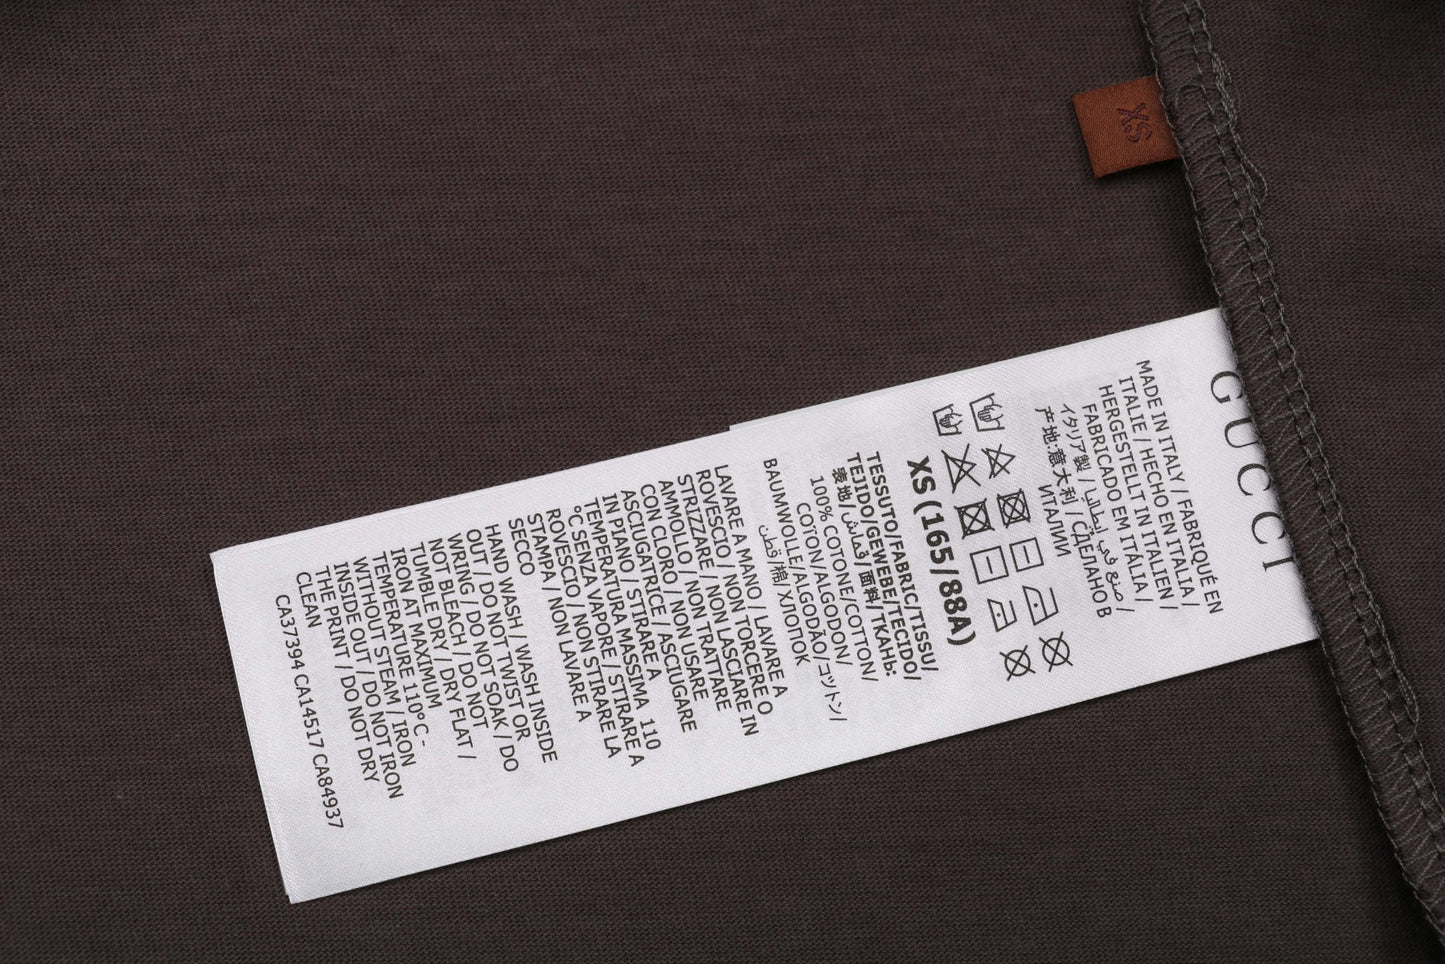 XS
GUCCI
MADE IN ITALY / FABRIQUÉ EN
ITALIE / HECHO EN ITALIA /
HERGESTELLT IN ITALIEN /
FABRICADO EM ITÁLIA /
イタリア製 / صنع في إيطاليا / СДЕЛАНО В
产地:意大利 / ИТАЛИИ
XS (165/88A)
TESSUTO/FABRIC/TISSU/
TEJIDO/GEWEBE/TECIDO/
表地/قماش/面料/ТКАНЬ:
100% COTONE/COTTON/
COTON/ALGODON/
BAUMWOLLE/ALGODÃO/コットン/
قطن/棉/ХЛОПОК
LAVARE A MANO / LAVARE A
ROVESCIO / NON TORCERE O
STRIZZARE / NON LASCIARE IN
AMMOLLO / NON TRATTARE
CON CLORO / NON USARE
ASCIUGATRICE / ASCIUGARE
IN PIANO / STIRARE A
TEMPERATURA MASSIMA 110
°C SENZA VAPORE / STIRARE A
ROVESCIO / NON STIRARE LA
STAMPA / NON LAVARE A
SECCO
HAND WASH / WASH INSIDE
OUT / DO NOT TWIST OR
WRING / DO NOT SOAK / DO
NOT BLEACH / DO NOT
TUMBLE DRY / DRY FLAT /
IRON AT MAXIMUM
TEMPERATURE 110°C -
WITHOUT STEAM / IRON
INSIDE OUT / DO NOT IRON
THE PRINT / DO NOT DRY
CLEAN
CA37394 CA14517 CA84937